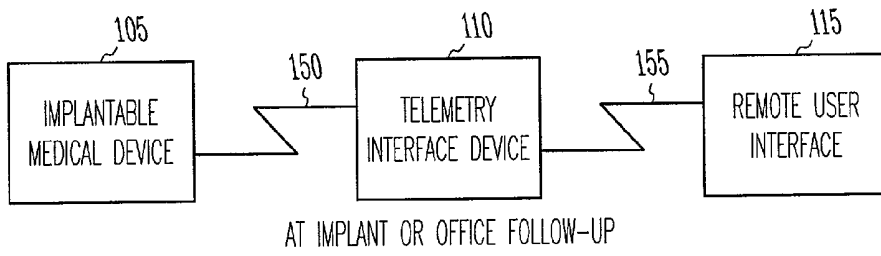 105
110
115
150
155
IMPLANTABLE
MEDICAL DEVICE
TELEMETRY
INTERFACE DEVICE
REMOTE USER
INTERFACE
AT IMPLANT OR OFFICE FOLLOW-UP